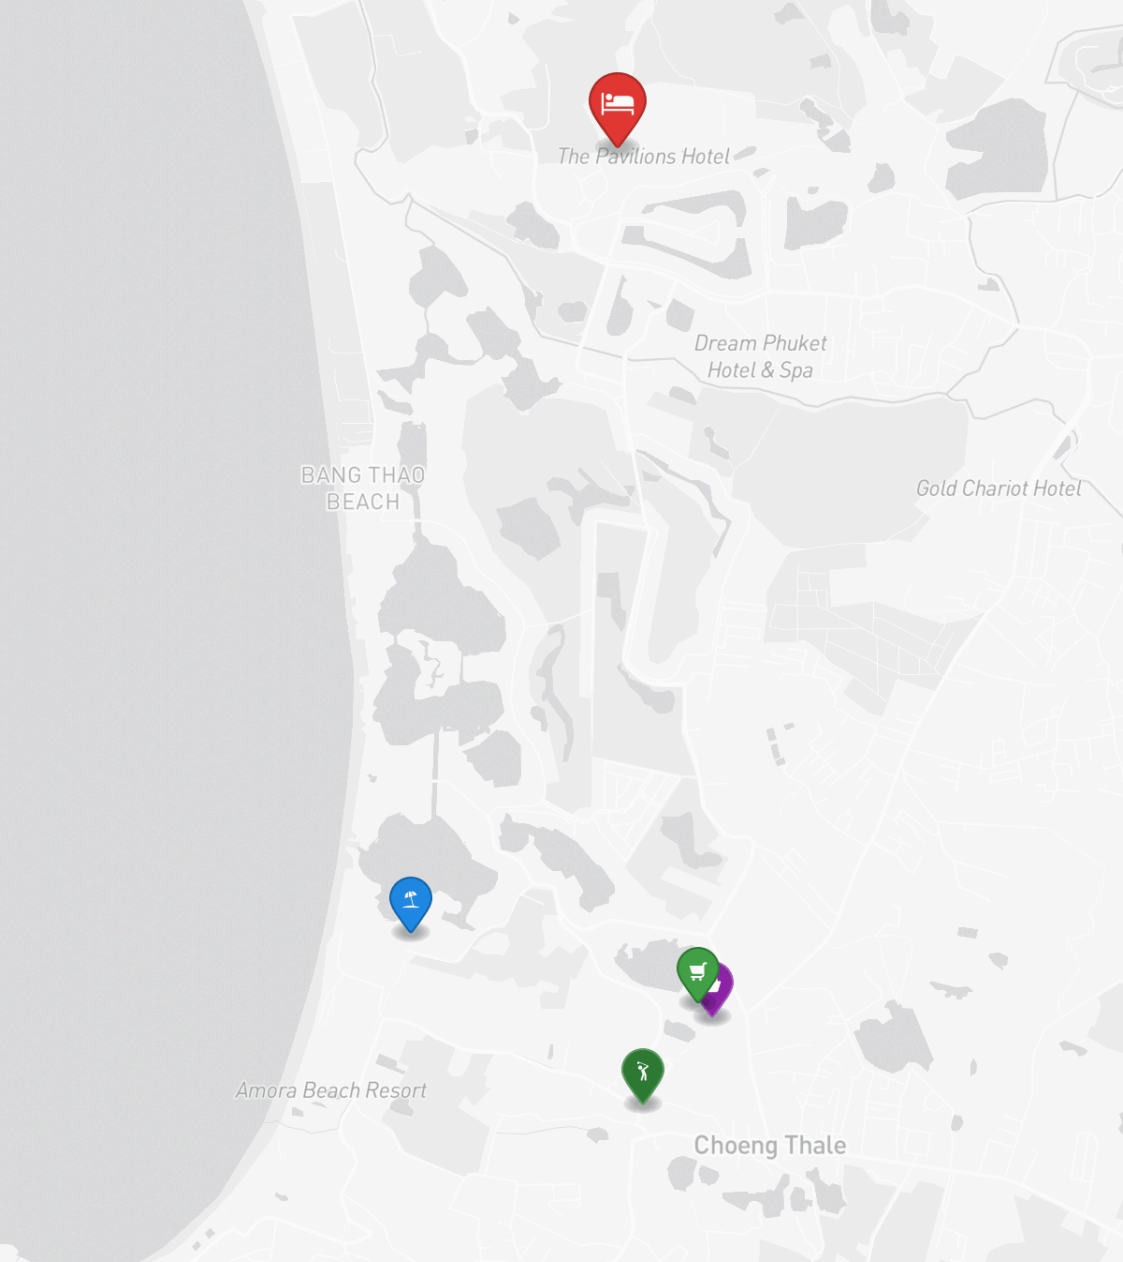 The Pavilions Hotel
Dream Phuket
Hotel & Spa
BANG THAO
BEACH
Gold Chariot Hotel
Amora Beach Resort
Choeng Thale